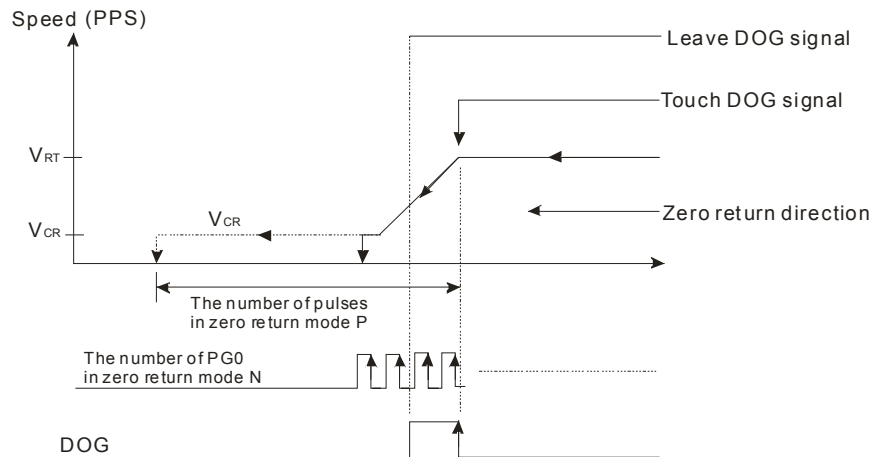 Speed (PPS)
Leave DOG signal
Touch DOG signal
VRT
VCR
VCR
Zero return direction
The number of pulses
in zero return mode P
The number of PG0
in zero return mode N
DOG